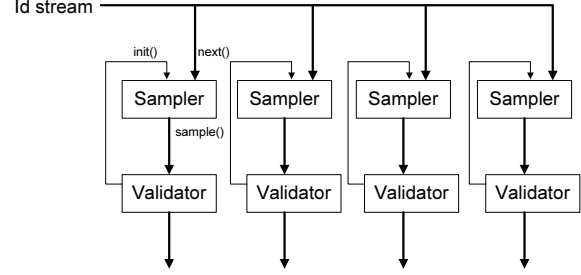 Id stream
init() next()
Sampler Sampler Sampler Sampler
sample()
Validator Validator Validator Validator